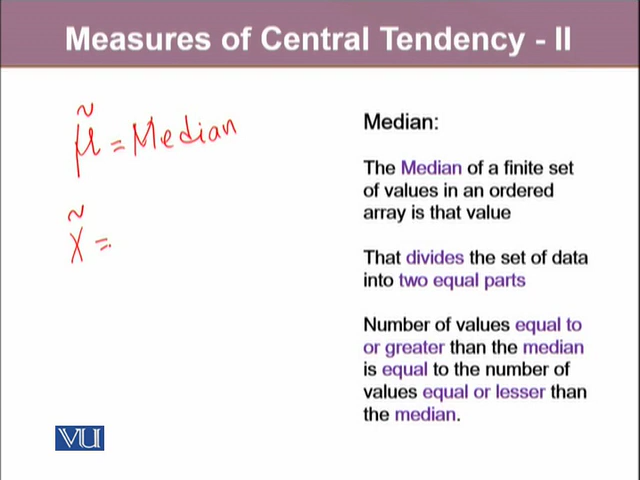 Measures of Central Tendency - II
μ̃ = Median
x̃ =
Median:
The Median of a finite set
of values in an ordered
array is that value
That divides the set of data
into two equal parts
Number of values equal to
or greater than the median
is equal to the number of
values equal or lesser than
the median.
VU